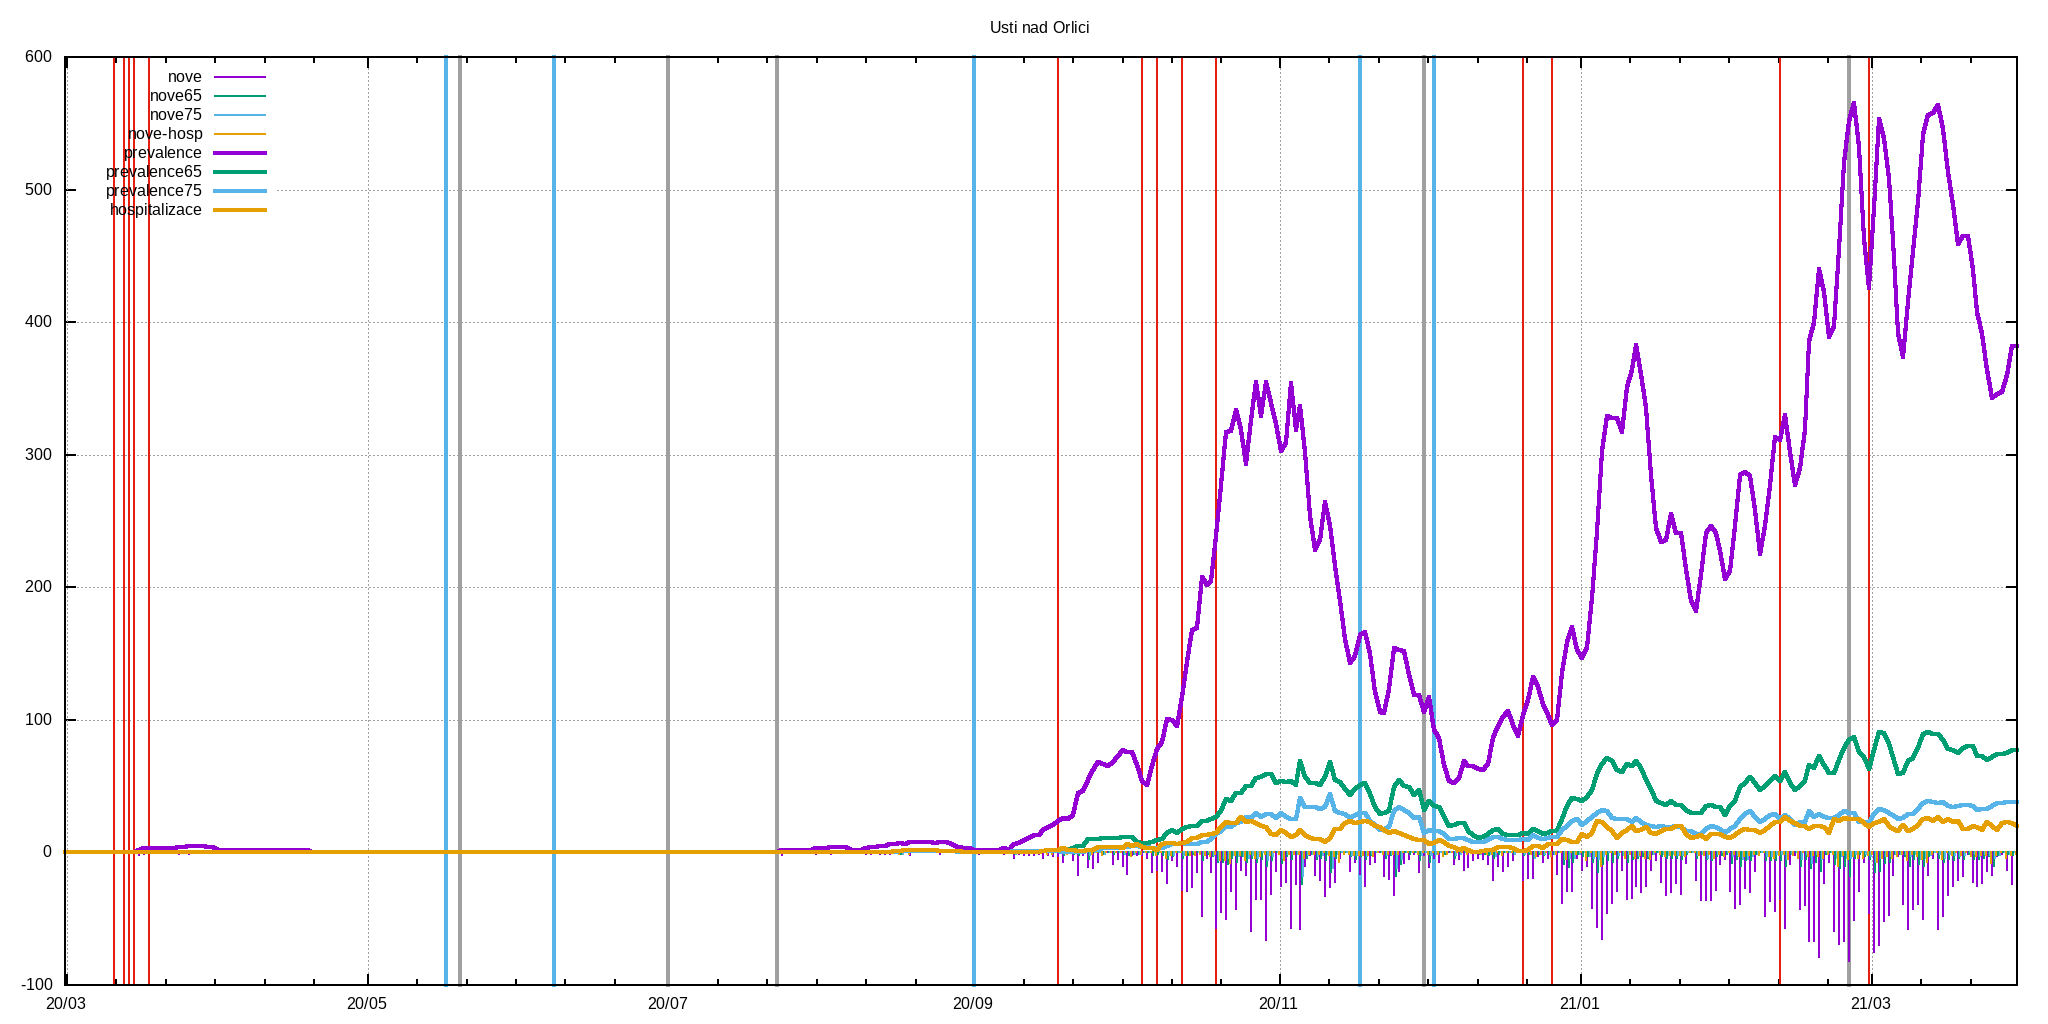 Usti nad Orlici
600
500
400
300
200
100
0
-100
nove
nove65
nove75
nove-hosp
prevalence
prevalence65
prevalence75
hospitalizace
20/03 20/05 20/07 20/09 20/11 21/01 21/03